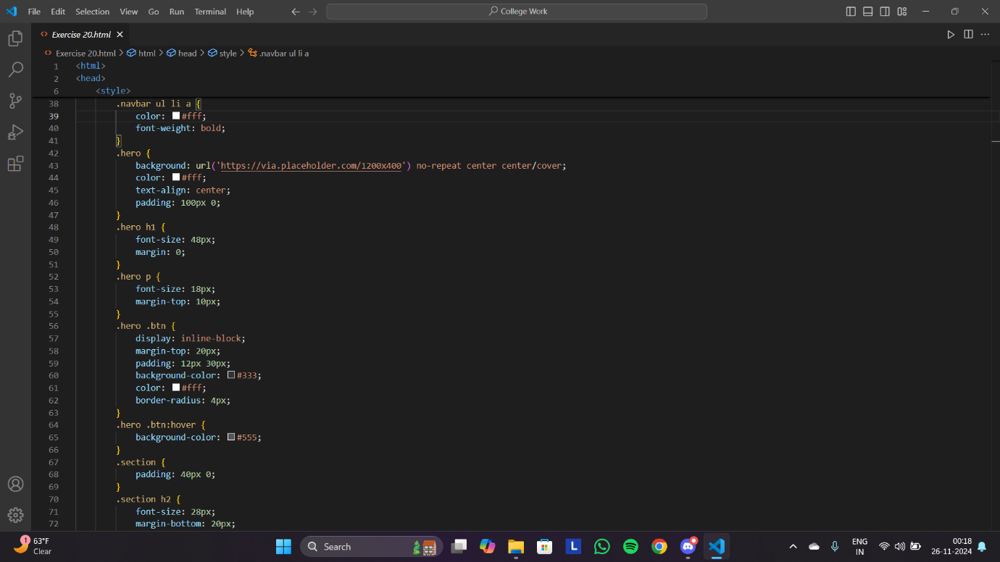 File Edit Selection View Go Run Terminal Help
College Work
Exercise 20.html
Exercise 20.html > html > head > style > .navbar ul li a
1 <html>
2 <head>
6 <style>
38 .navbar ul li a {
39 color: #fff;
40 font-weight: bold;
41 }
42 .hero {
43 background: url('https://via.placeholder.com/1200x400') no-repeat center center/cover;
44 color: #fff;
45 text-align: center;
46 padding: 100px 0;
47 }
48 .hero h1 {
49 font-size: 48px;
50 margin: 0;
51 }
52 .hero p {
53 font-size: 18px;
54 margin-top: 10px;
55 }
56 .hero .btn {
57 display: inline-block;
58 margin-top: 20px;
59 padding: 12px 30px;
60 background-color: #333;
61 color: #fff;
62 border-radius: 4px;
63 }
64 .hero .btn:hover {
65 background-color: #555;
66 }
67 .section {
68 padding: 40px 0;
69 }
70 .section h2 {
71 font-size: 28px;
72 margin-bottom: 20px;
1
63°F
Clear
Search
L
ENG
IN
00:18
26-11-2024